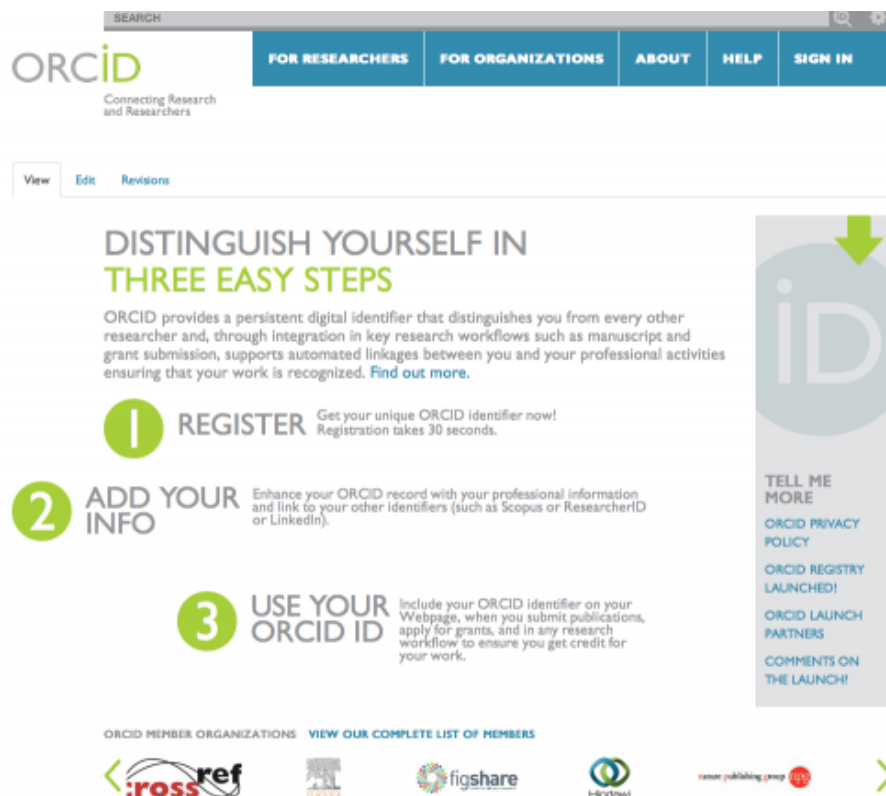 SEARCH
ORCID
FOR RESEARCHERS FOR ORGANIZATIONS ABOUT HELP SIGN IN
Connecting Research
and Researchers
View Edit Revisions
DISTINGUISH YOURSELF IN
THREE EASY STEPS
ORCID provides a persistent digital identifier that distinguishes you from every other
researcher and, through integration in key research workflows such as manuscript and
grant submission, supports automated linkages between you and your professional activities
ensuring that your work is recognized. Find out more.
iD
1 REGISTER
Get your unique ORCID identifier now!
Registration takes 30 seconds.
2 ADD YOUR
INFO
Enhance your ORCID record with your professional information
and link to your other identifiers (such as Scopus or ResearcherID
or LinkedIn).
3 USE YOUR
ORCID ID
Include your ORCID identifier on your
Webpage, when you submit publications,
apply for grants, and in any research
workflow to ensure you get credit for
your work.
TELL ME
MORE
ORCID PRIVACY
POLICY
ORCID REGISTRY
LAUNCHED!
ORCID LAUNCH
PARTNERS
COMMENTS ON
THE LAUNCH!
ORCID MEMBER ORGANIZATIONS VIEW OUR COMPLETE LIST OF MEMBERS
cross ref
figshare
Hindawi
nature publishing group npg